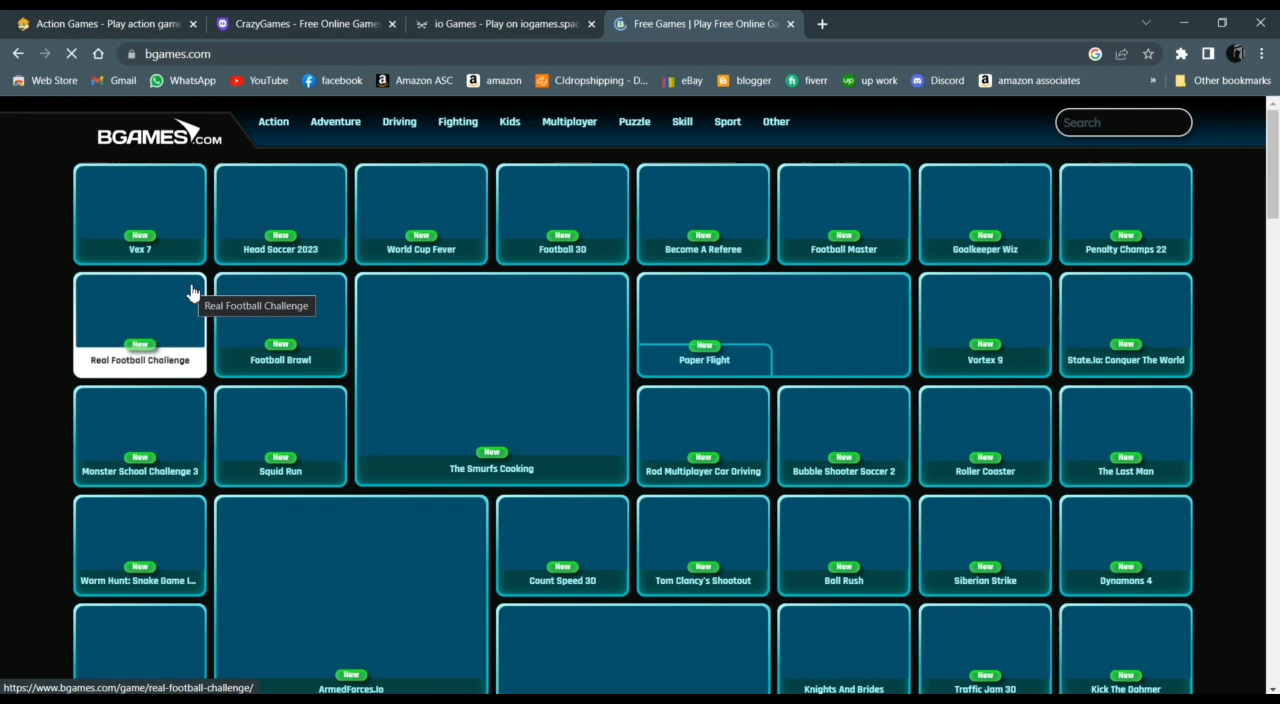 Action Games - Play action game
CrazyGames - Free Online Game
io Games - Play on iogames.spac
Free Games | Play Free Online Ga
bgames.com
Web Store
Gmail
WhatsApp
YouTube
facebook
Amazon ASC
amazon
CJdropshipping - D...
eBay
blogger
fiverr
up work
Discord
amazon associates
»
Other bookmarks
BGAMES.COM
Action
Adventure
Driving
Fighting
Kids
Multiplayer
Puzzle
Skill
Sport
Other
Search
New
Vex 7
New
Head Soccer 2023
New
World Cup Fever
New
Football 3D
New
Become A Referee
New
Football Master
New
Goalkeeper Wiz
New
Penalty Champs 22
Real Football Challenge
New
Real Football Challenge
New
Football Brawl
New
Paper Flight
New
Vortex 9
New
State.Io: Conquer The World
New
Monster School Challenge 3
New
Squid Run
New
The Smurfs Cooking
New
Rod Multiplayer Car Driving
New
Bubble Shooter Soccer 2
New
Roller Coaster
New
The Last Man
New
Worm Hunt: Snake Game I...
New
Count Speed 3D
New
Tom Clancy's Shootout
New
Ball Rush
New
Siberian Strike
New
Dynamons 4
New
ArmedForces.Io
Knights And Brides
New
Traffic Jam 3D
New
Kick The Dahmer
https://www.bgames.com/game/real-football-challenge/